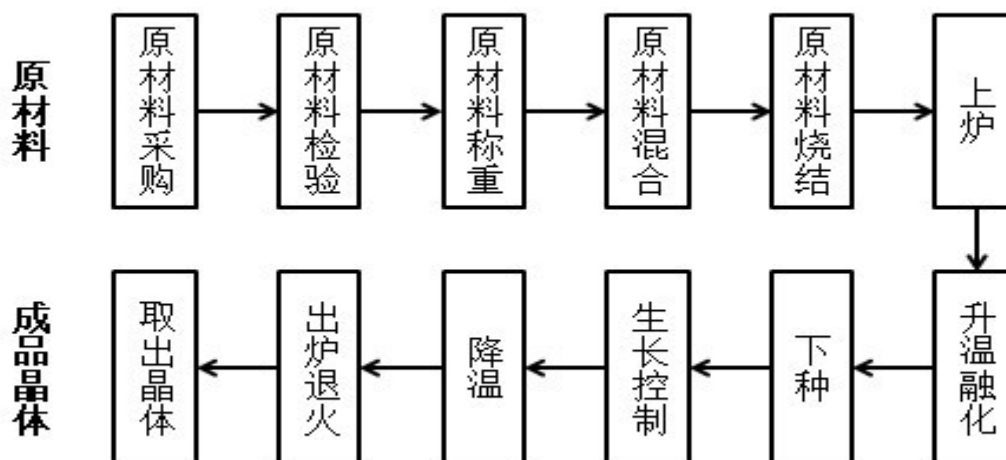 原材料
原材料采购
原材料检验
原材料称重
原材料混合
原材料烧结
上炉
成品晶体
取出晶体
出炉退火
降温
生长控制
下种
升温融化